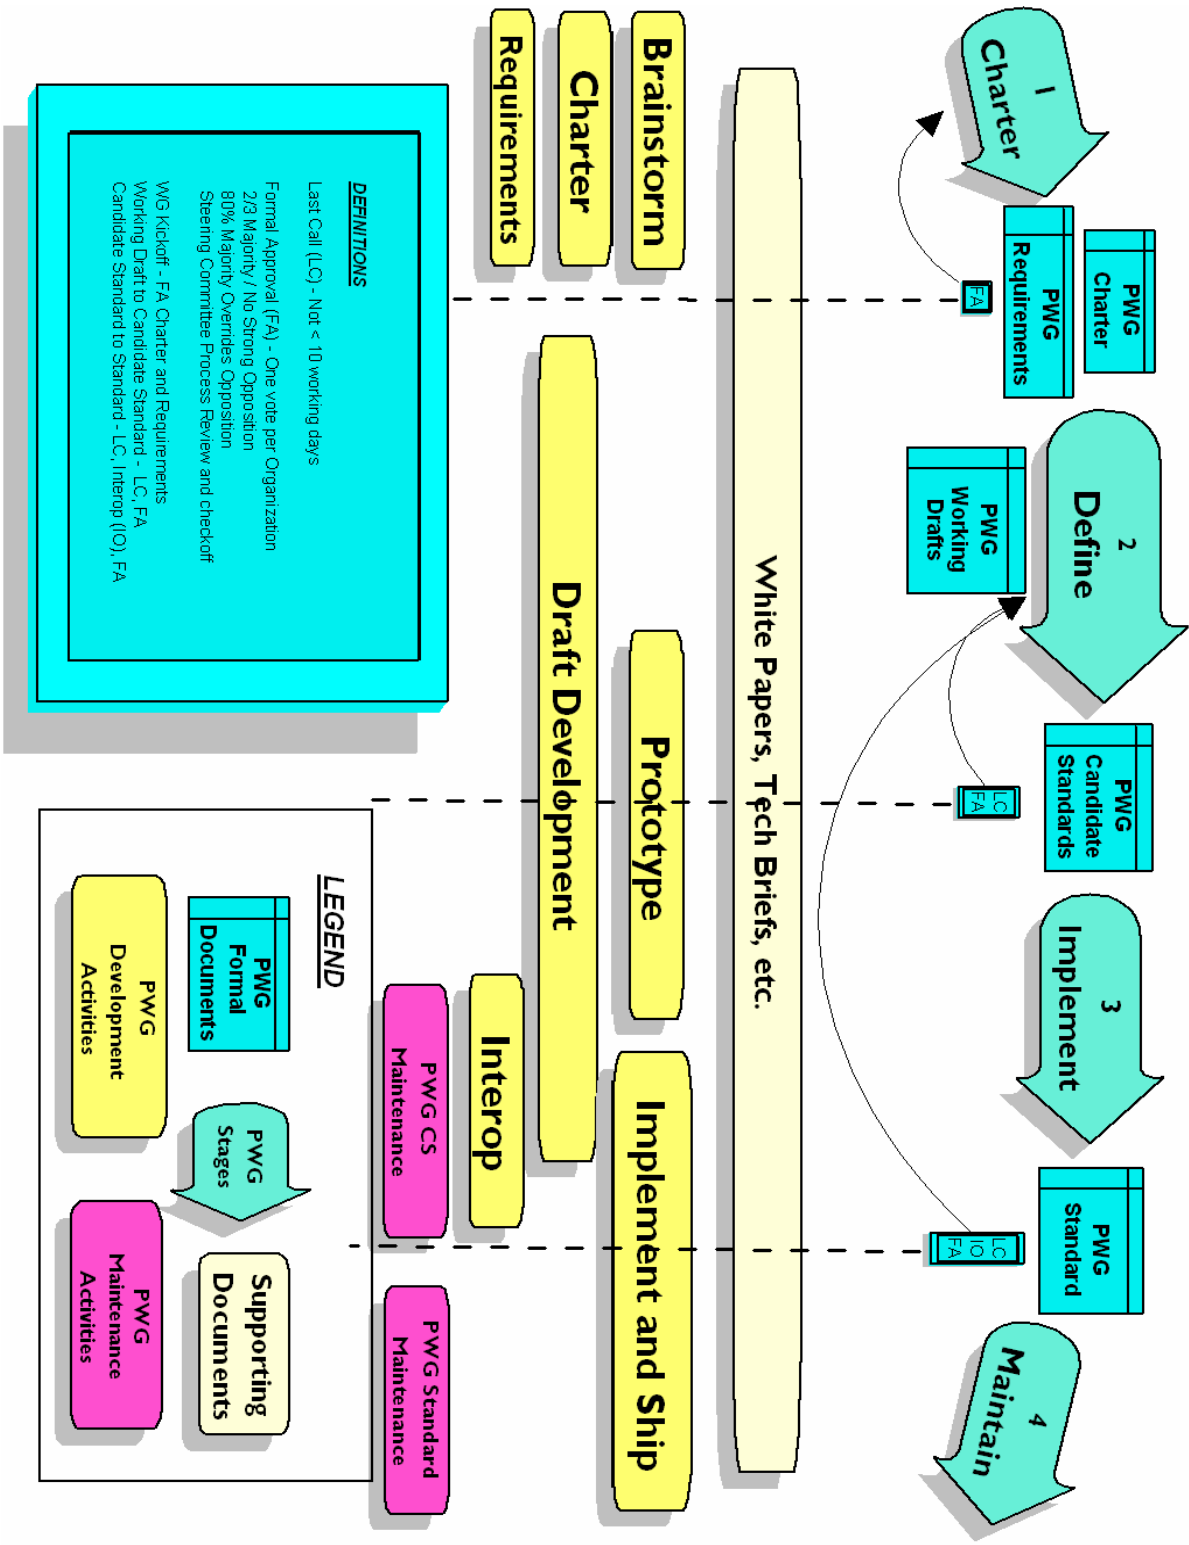 1
Charter
PWG
Charter
PWG
Requirements
FA
2
Define
PWG
Working
Drafts
PWG
Candidate
Standards
LC
FA
3
Implement
PWG
Standard
LC
IO
FA
4
Maintain
White Papers, Tech Briefs, etc.
Brainstorm
Charter
Requirements
Prototype
Draft Development
Implement and Ship
Interop
PWG CS
Maintenance
PWG Standard
Maintenance
DEFINITIONS
Last Call (LC) - Not < 10 working days
Formal Approval (FA) - One vote per Organization
2/3 Majority / No Strong Opposition
80% Majority Overrides Opposition
Steering Committee Process Review and checkoff
WG Kickoff - FA Charter and Requirements
Working Draft to Candidate Standard - LC, FA
Candidate Standard to Standard - LC, Interop (IO), FA
LEGEND
PWG
Formal
Documents
PWG
Stages
Supporting
Documents
PWG
Development
Activities
PWG
Maintenance
Activities